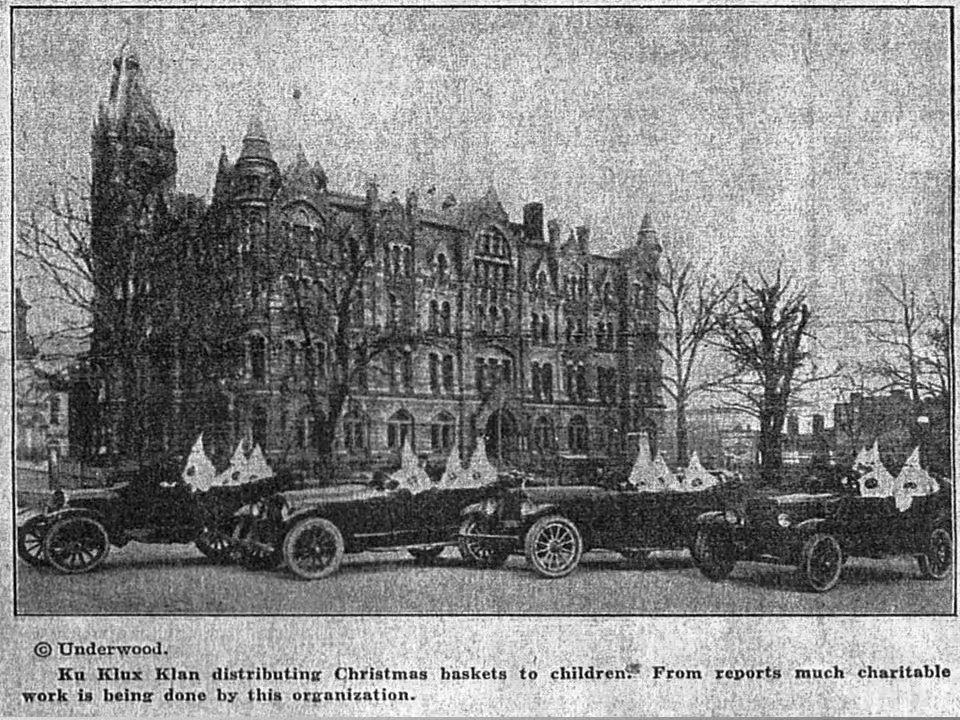 © Underwood.
Ku Klux Klan distributing Christmas baskets to children. From reports much charitable
work is being done by this organization.